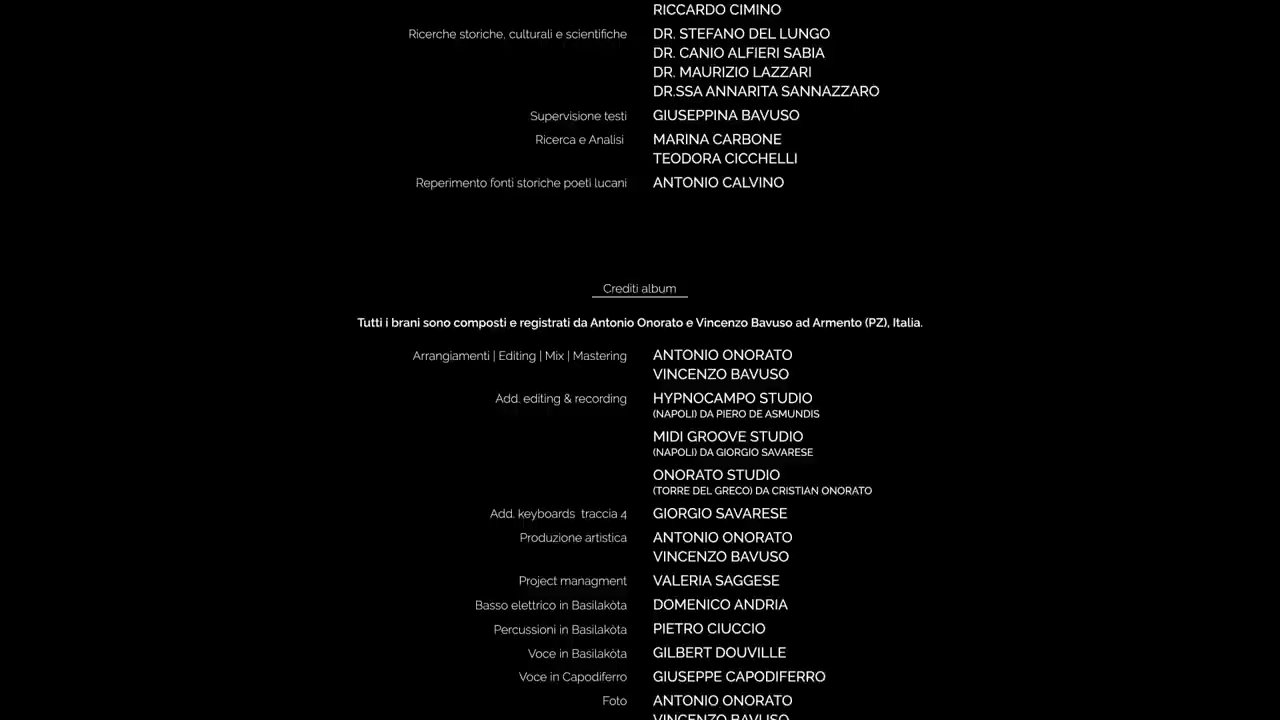 RICCARDO CIMINO
Ricerche storiche, culturali e scientifiche DR. STEFANO DEL LUNGO
DR. CANIO ALFIERI SABIA
DR. MAURIZIO LAZZARI
DR.SSA ANNARITA SANNAZZARO
Supervisione testi GIUSEPPINA BAVUSO
Ricerca e Analisi MARINA CARBONE
TEODORA CICCHELLI
Reperimento fonti storiche poeti lucani ANTONIO CALVINO
Crediti album
Tutti i brani sono composti e registrati da Antonio Onorato e Vincenzo Bavuso ad Armento (PZ), Italia.
Arrangiamenti | Editing | Mix | Mastering ANTONIO ONORATO
VINCENZO BAVUSO
Add. editing & recording HYPNOCAMPO STUDIO
(NAPOLI) DA PIERO DE ASMUNDIS
MIDI GROOVE STUDIO
(NAPOLI) DA GIORGIO SAVARESE
ONORATO STUDIO
(TORRE DEL GRECO) DA CRISTIAN ONORATO
Add. keyboards traccia 4 GIORGIO SAVARESE
Produzione artistica ANTONIO ONORATO
VINCENZO BAVUSO
Project managment VALERIA SAGGESE
Basso elettrico in Basilakòta DOMENICO ANDRIA
Percussioni in Basilakòta PIETRO CIUCCIO
Voce in Basilakòta GILBERT DOUVILLE
Voce in Capodiferro GIUSEPPE CAPODIFERRO
Foto ANTONIO ONORATO
VINCENZO BAVUSO